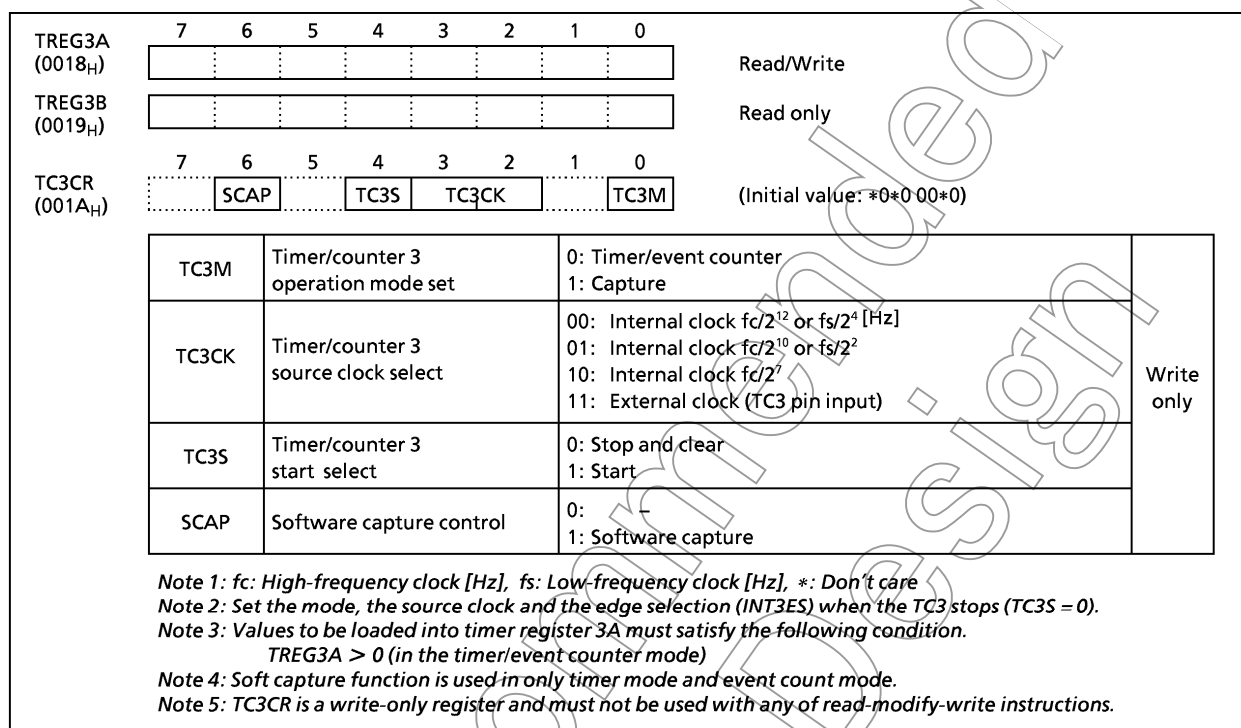 7 6 5 4 3 2 1 0
TREG3A
(0018H)
Read/Write
TREG3B
(0019H)
Read only
7 6 5 4 3 2 1 0
TC3CR
(001AH)
SCAP TC3S TC3CK TC3M
(Initial value: *0*0 00*0)
TC3M
Timer/counter 3
operation mode set
0: Timer/event counter
1: Capture
TC3CK
Timer/counter 3
source clock select
00: Internal clock fc/2¹² or fs/2⁴ [Hz]
01: Internal clock fc/2¹⁰ or fs/2²
10: Internal clock fc/2⁷
11: External clock (TC3 pin input)
TC3S
Timer/counter 3
start select
0: Stop and clear
1: Start
SCAP
Software capture control
0: –
1: Software capture
Write
only
Note 1: fc: High-frequency clock [Hz], fs: Low-frequency clock [Hz], *: Don't care
Note 2: Set the mode, the source clock and the edge selection (INT3ES) when the TC3 stops (TC3S = 0).
Note 3: Values to be loaded into timer register 3A must satisfy the following condition.
TREG3A > 0 (in the timer/event counter mode)
Note 4: Soft capture function is used in only timer mode and event count mode.
Note 5: TC3CR is a write-only register and must not be used with any of read-modify-write instructions.
ommended
Design